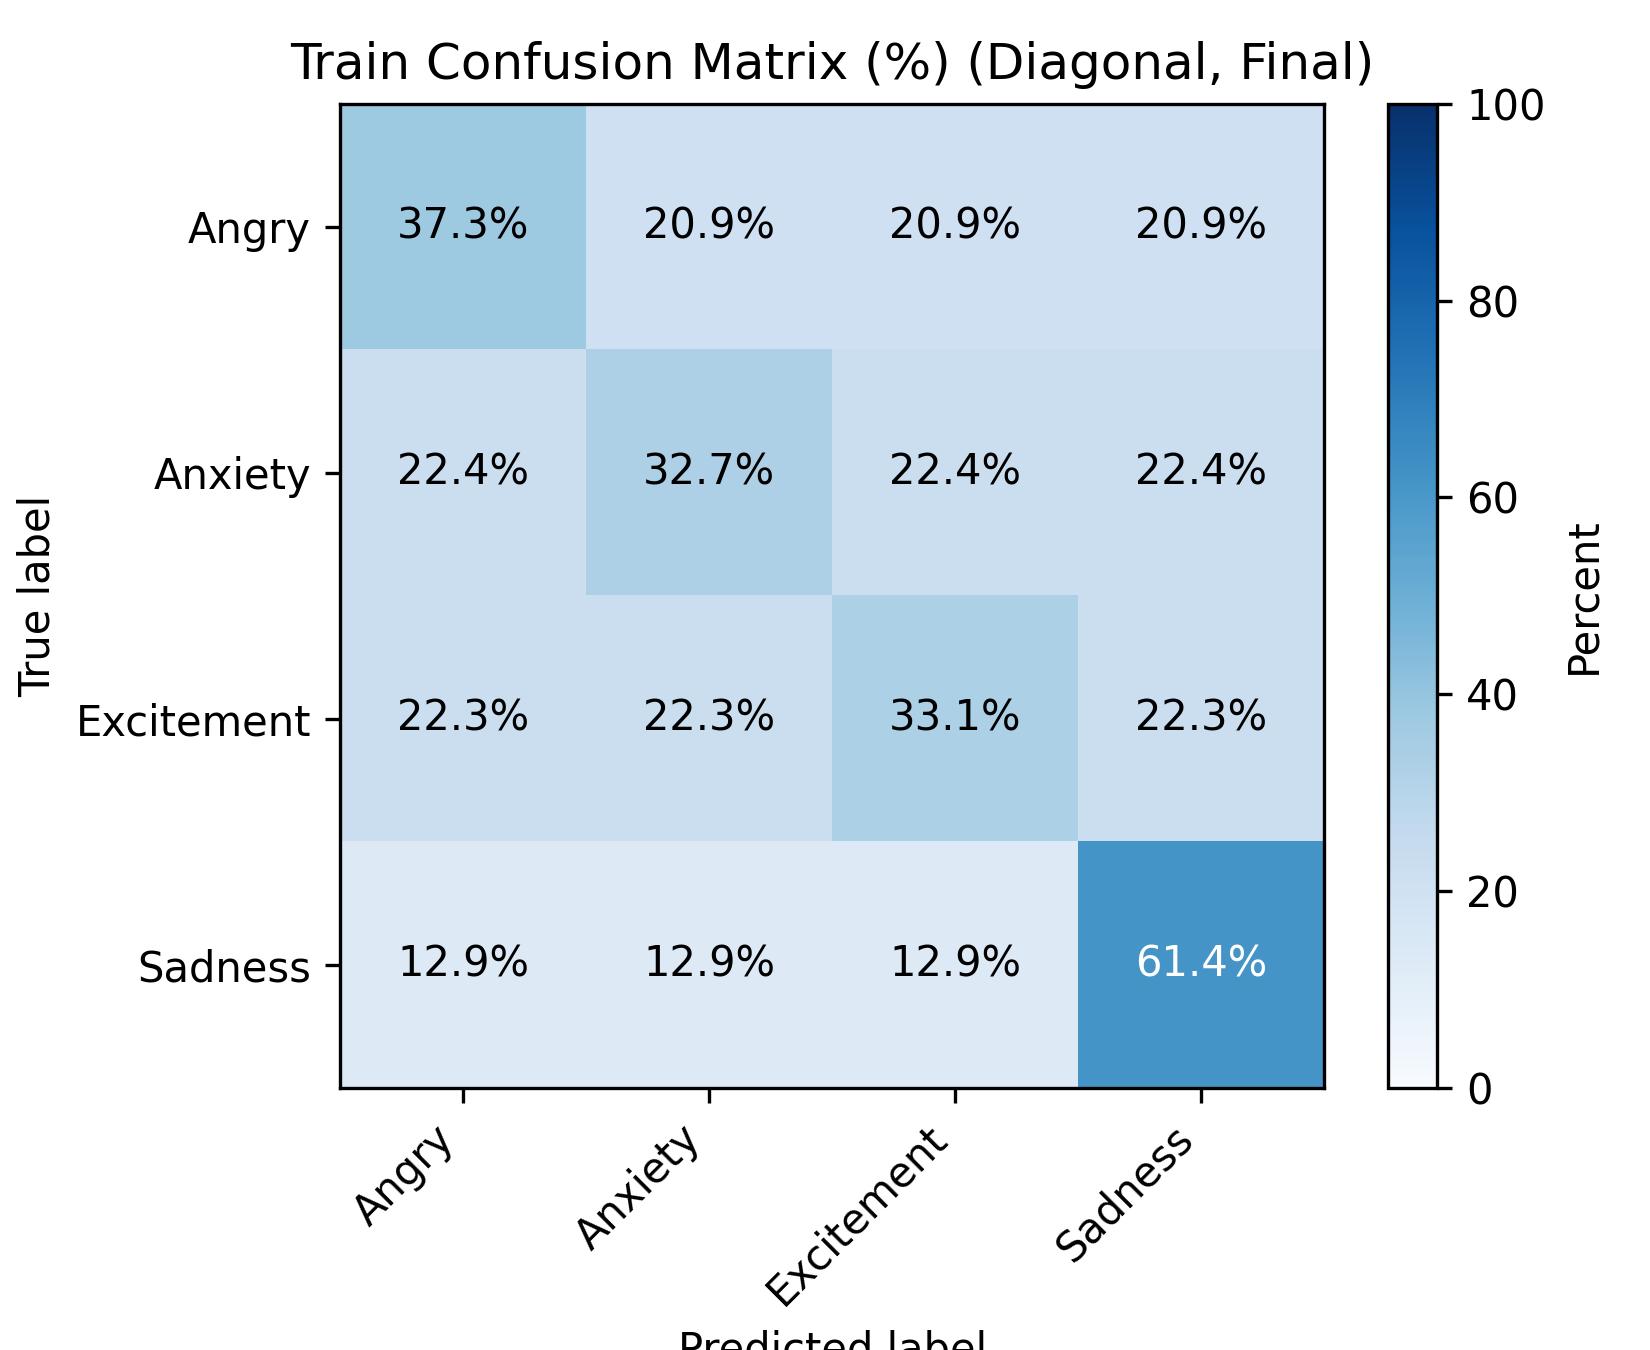 Train Confusion Matrix (%) (Diagonal, Final)
True label
Angry 37.3% 20.9% 20.9% 20.9%
Anxiety 22.4% 32.7% 22.4% 22.4%
Excitement 22.3% 22.3% 33.1% 22.3%
Sadness 12.9% 12.9% 12.9% 61.4%
Angry Anxiety Excitement Sadness
Predicted label
100
80
60
40
20
0
Percent